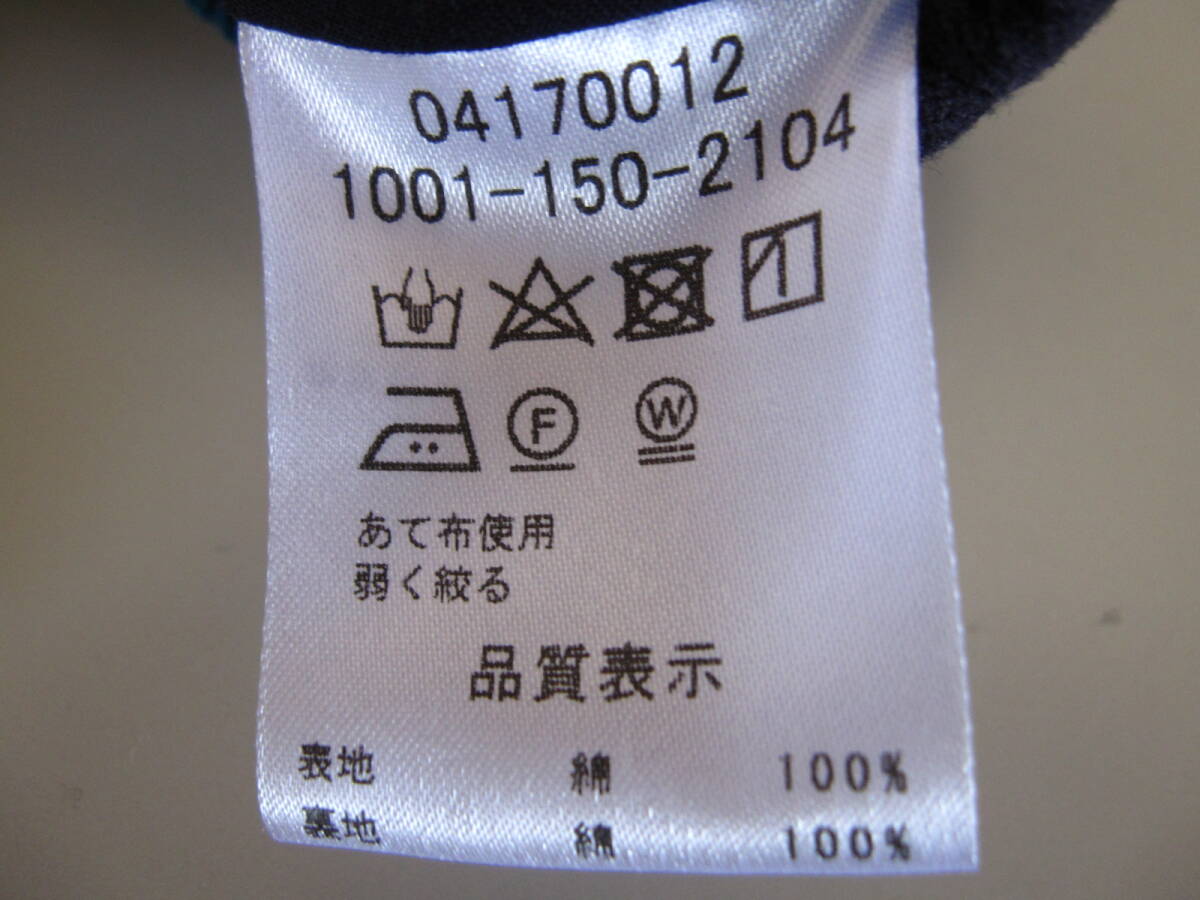 04170012
1001-150-2104
F W
あて布使用
弱く絞る
品質表示
表地 綿 100%
裏地 綿 100%